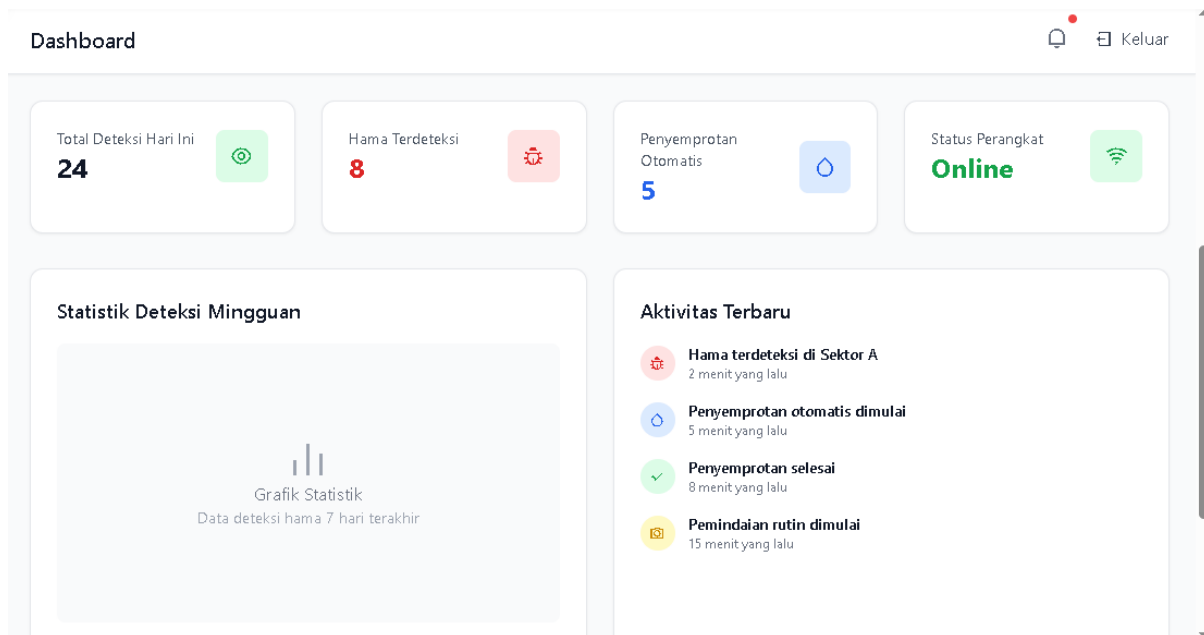 Dashboard
Keluar
Total Deteksi Hari Ini
24
Hama Terdeteksi
8
Penyemprotan
Otomatis
5
Status Perangkat
Online
Statistik Deteksi Mingguan
Grafik Statistik
Data deteksi hama 7 hari terakhir
Aktivitas Terbaru
Hama terdeteksi di Sektor A
2 menit yang lalu
Penyemprotan otomatis dimulai
5 menit yang lalu
Penyemprotan selesai
8 menit yang lalu
Pemindaian rutin dimulai
15 menit yang lalu